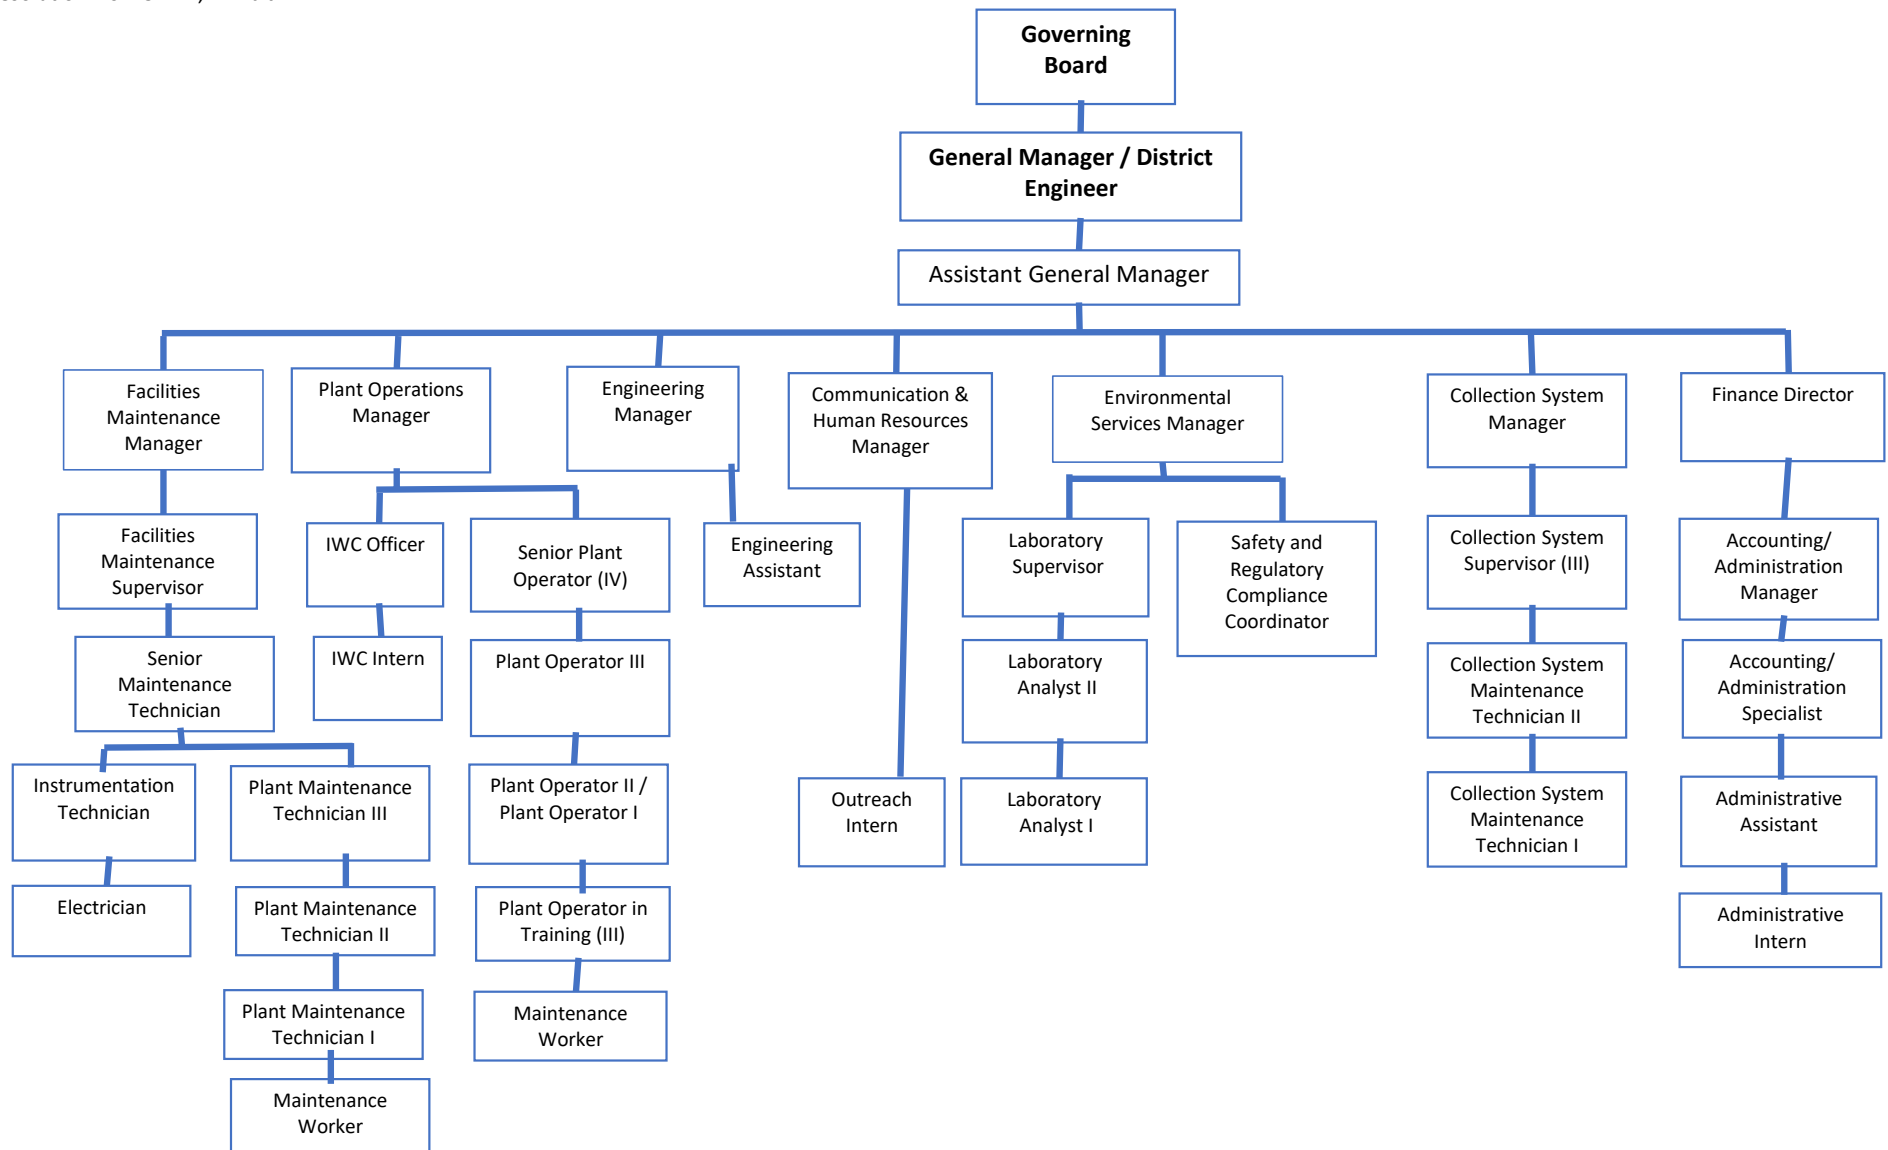 Governing
Board
General Manager / District
Engineer
Assistant General Manager
Facilities
Maintenance
Manager
Plant Operations
Manager
Engineering
Manager
Communication &
Human Resources
Manager
Environmental
Services Manager
Collection System
Manager
Finance Director
Facilities
Maintenance
Supervisor
IWC Officer
Senior Plant
Operator (IV)
Engineering
Assistant
Laboratory
Supervisor
Safety and
Regulatory
Compliance
Coordinator
Collection System
Supervisor (III)
Accounting/
Administration
Manager
Senior
Maintenance
Technician
IWC Intern
Plant Operator III
Laboratory
Analyst II
Collection System
Maintenance
Technician II
Accounting/
Administration
Specialist
Instrumentation
Technician
Plant Maintenance
Technician III
Plant Operator II /
Plant Operator I
Outreach
Intern
Laboratory
Analyst I
Collection System
Maintenance
Technician I
Administrative
Assistant
Electrician
Plant Maintenance
Technician II
Plant Operator in
Training (III)
Administrative
Intern
Plant Maintenance
Technician I
Maintenance
Worker
Maintenance
Worker